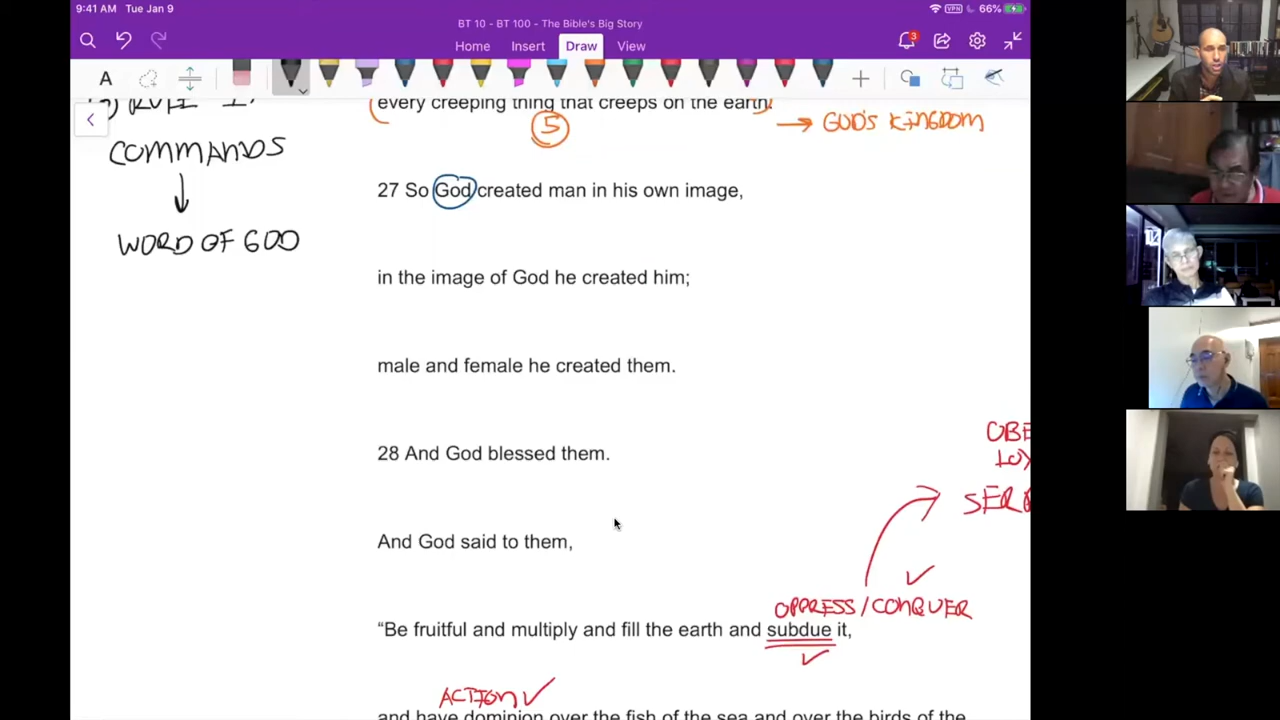 9:41 AM Tue Jan 9
VPN 66%
BT 10 - BT 100 - The Bible's Big Story
Home Insert Draw View
3
A
COMMANDS
WORD OF GOD
every creeping thing that creeps on the earth.
5
→ GOD'S KINGDOM
27 So God created man in his own image,
in the image of God he created him;
male and female he created them.
28 And God blessed them.
And God said to them,
OBE
LOY
SERV
OPPRESS/CONQUER
“Be fruitful and multiply and fill the earth and subdue it,
ACTION
and have dominion over the fish of the sea and over the birds of the